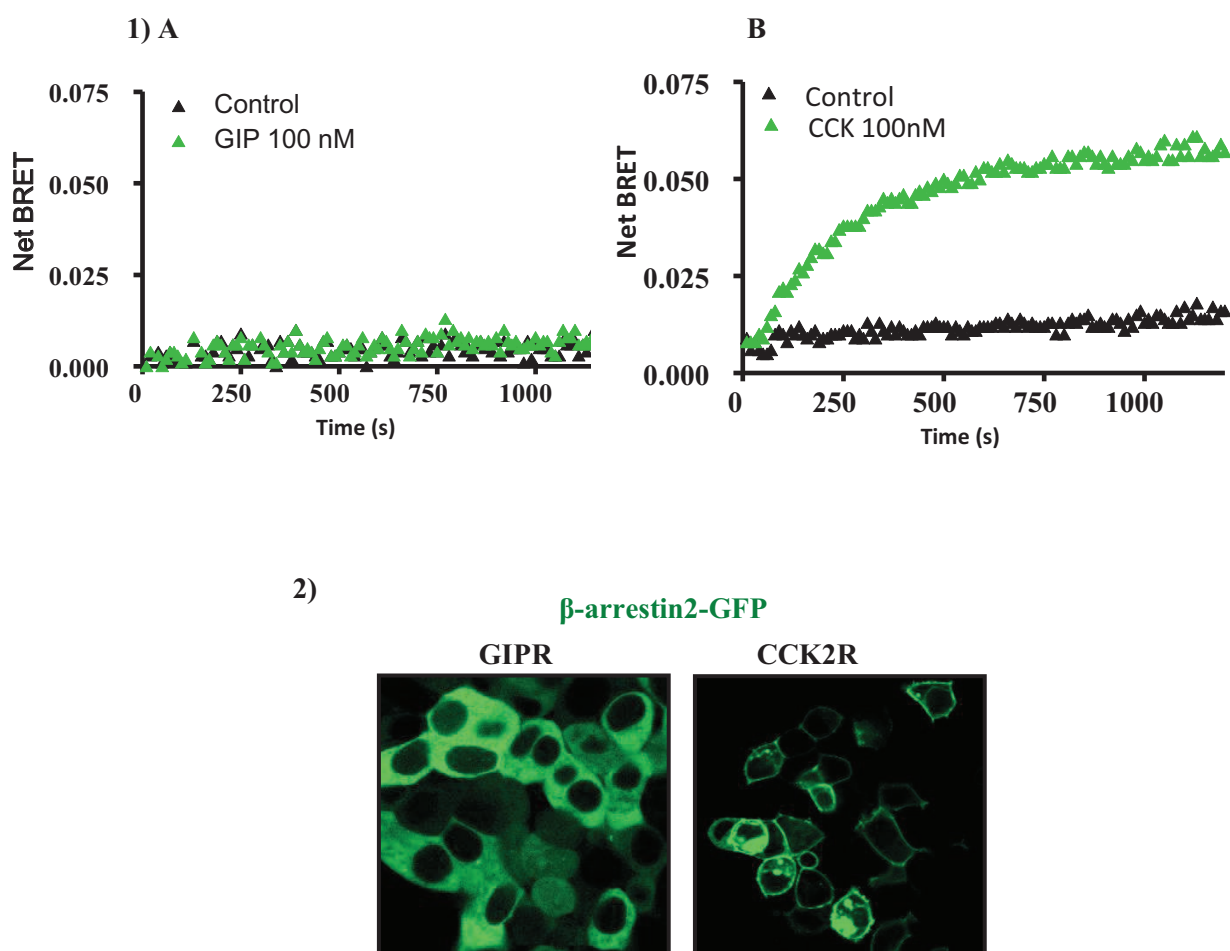 1) A
0.075
0.050
0.025
0.000
Net BRET
Control
GIP 100 nM
0 250 500 750 1000
Time (s)
B
0.075
0.050
0.025
0.000
Net BRET
Control
CCK 100nM
0 250 500 750 1000
Time (s)
2)
β-arrestin2-GFP
GIPR CCK2R